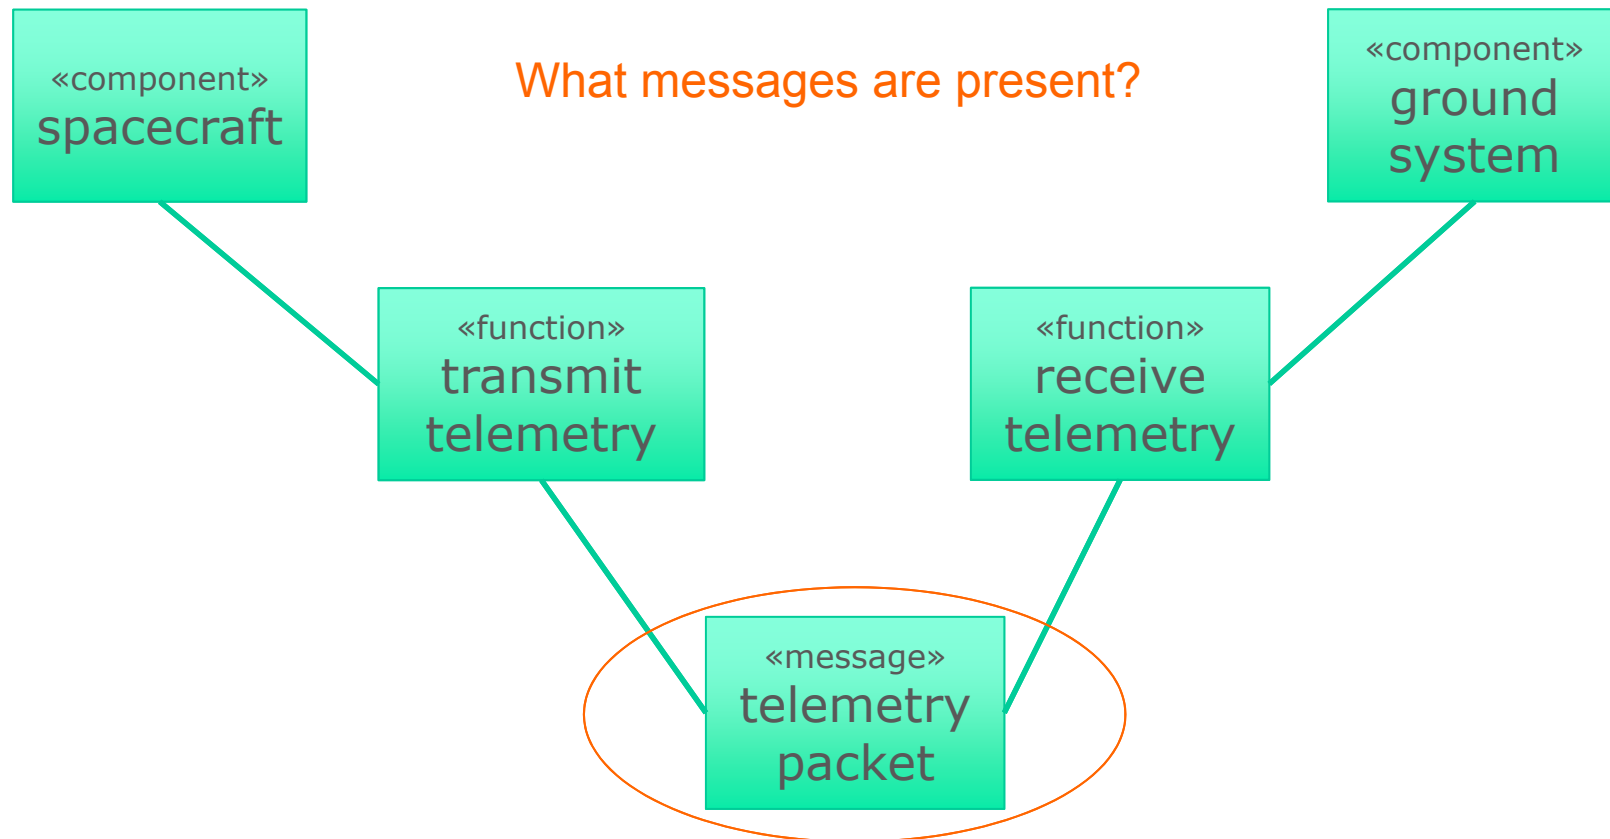 «component»
spacecraft
What messages are present?
«component»
ground
system
«function»
transmit
telemetry
«function»
receive
telemetry
«message»
telemetry
packet